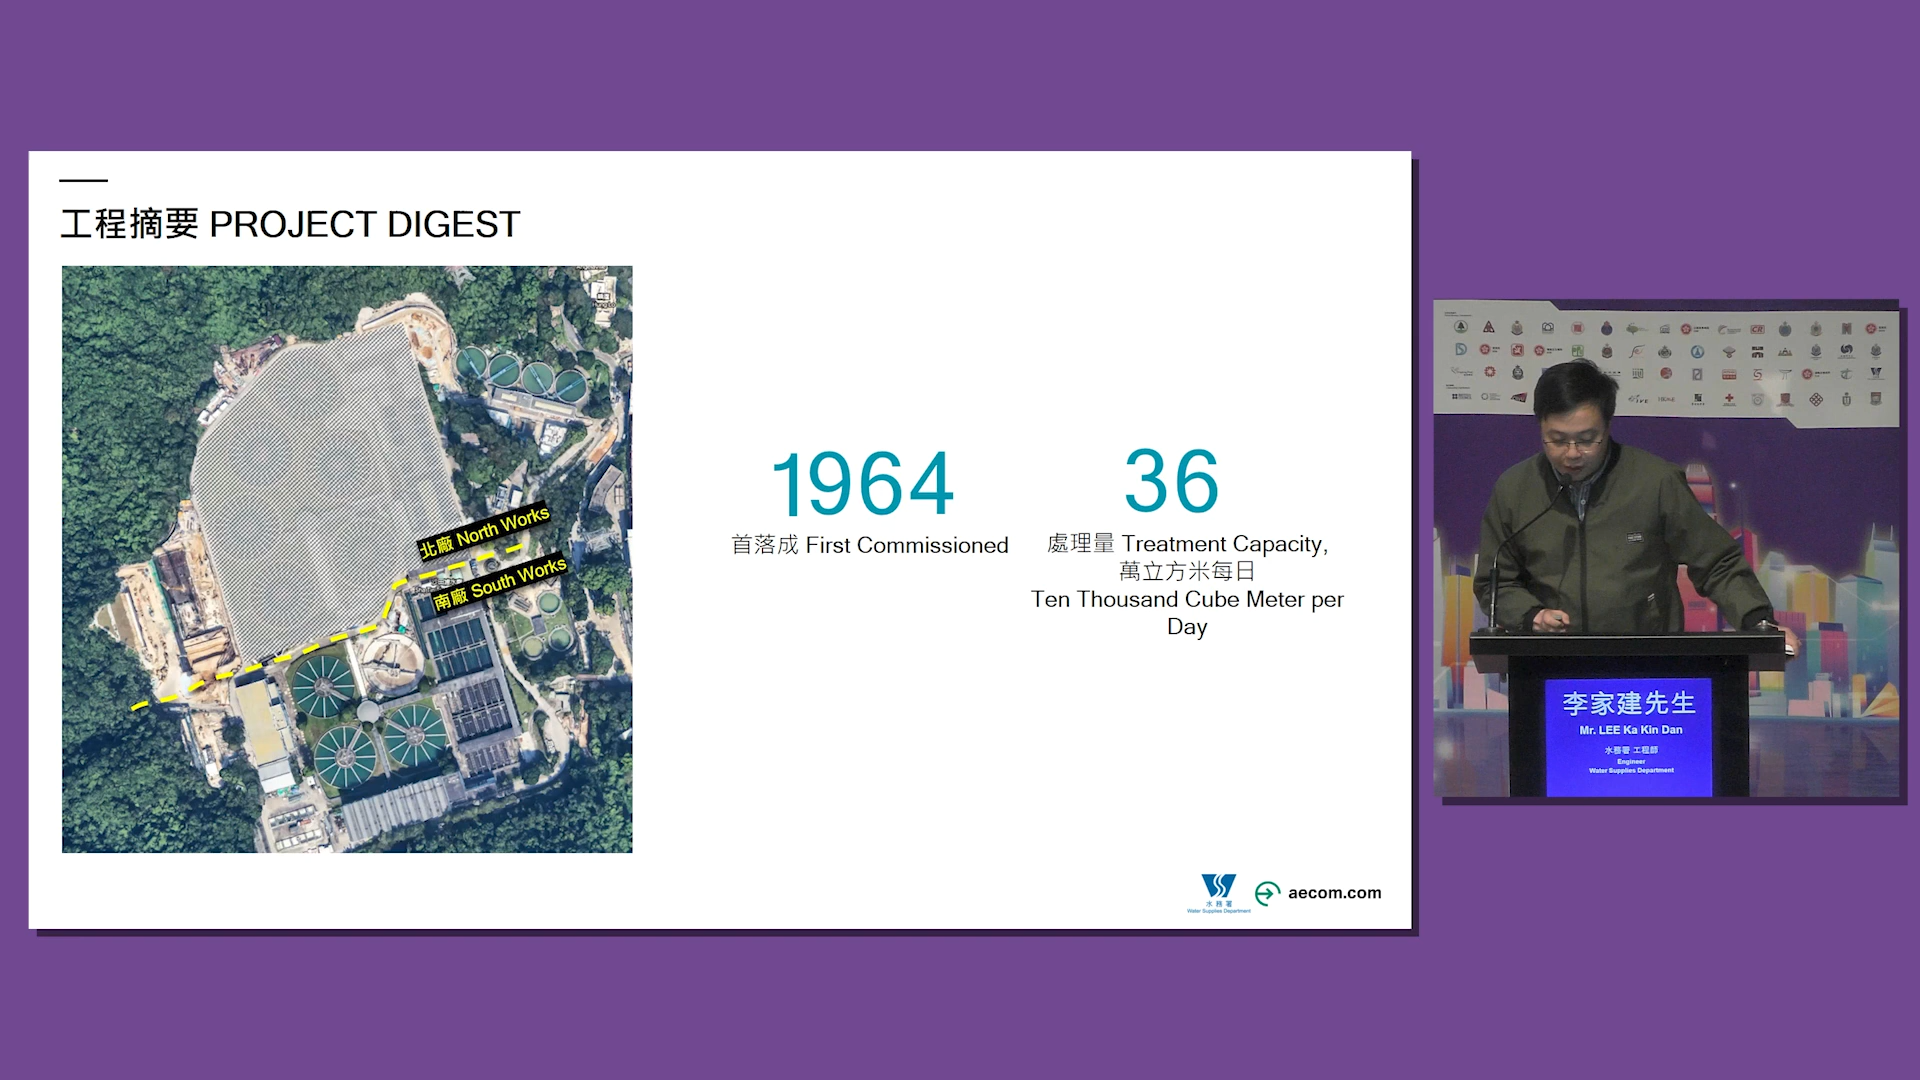 工程摘要 PROJECT DIGEST
北廠 North Works
南廠 South Works
1964
首落成 First Commissioned
36
處理量 Treatment Capacity,
萬立方米每日
Ten Thousand Cube Meter per
Day
水務署
Water Supplies Department
aecom.com
李家建先生
Mr. LEE Ka Kin Dan
水務署 工程師
Engineer
Water Supplies Department